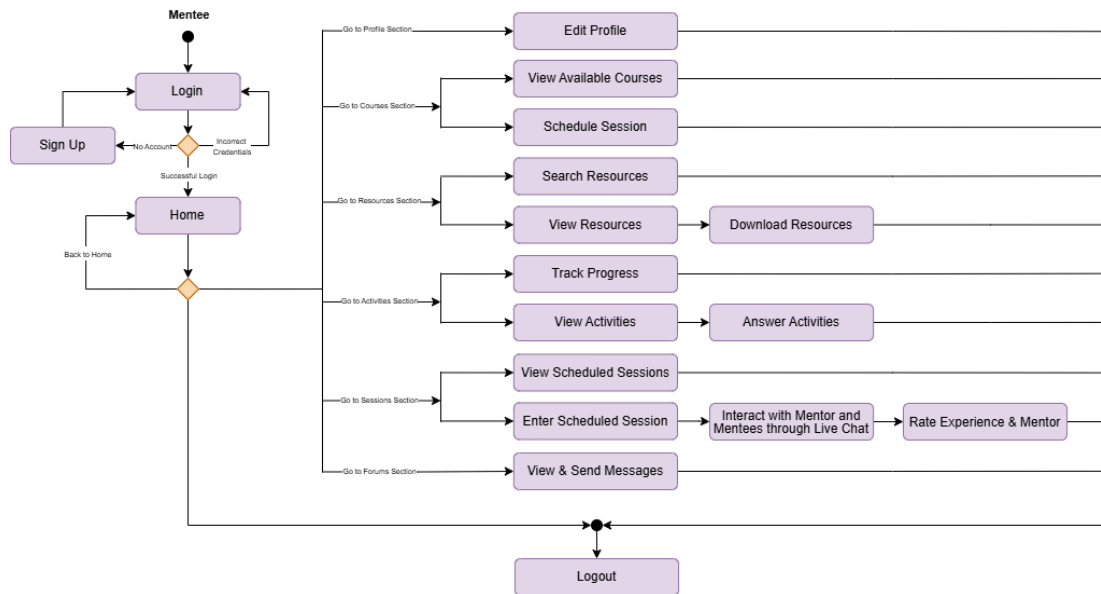 Mentee
Go to Profile Section
Edit Profile
Login
View Available Courses
Go to Courses Section
Schedule Session
Sign Up
No Account
Incorrect
Credentials
Successful Login
Search Resources
Go to Resources Section
View Resources
Download Resources
Home
Back to Home
Track Progress
Go to Activities Section
View Activities
Answer Activities
View Scheduled Sessions
Go to Sessions Section
Enter Scheduled Session
Interact with Mentor and
Mentees through Live Chat
Rate Experience & Mentor
Go to Forums Section
View & Send Messages
Logout